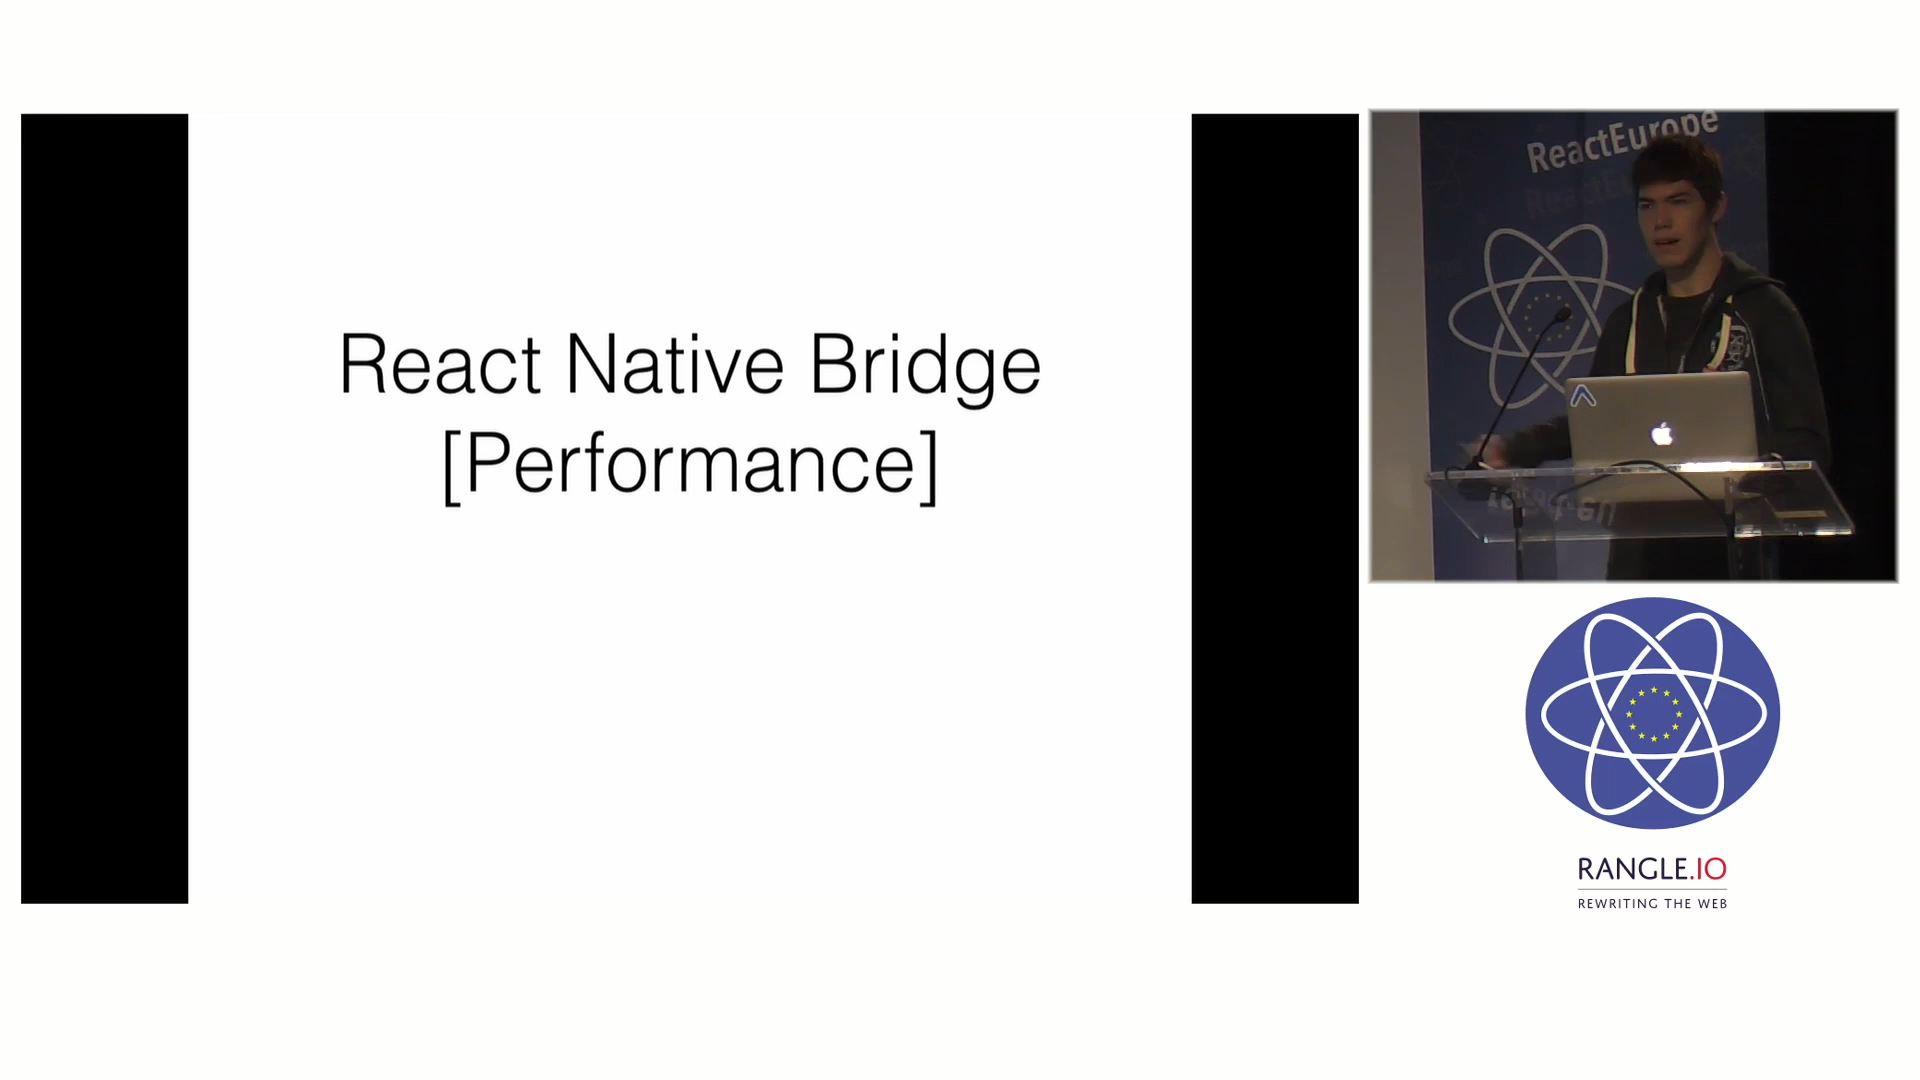 React Native Bridge
[Performance]
ReactEurope
RANGLE.IO
REWRITING THE WEB